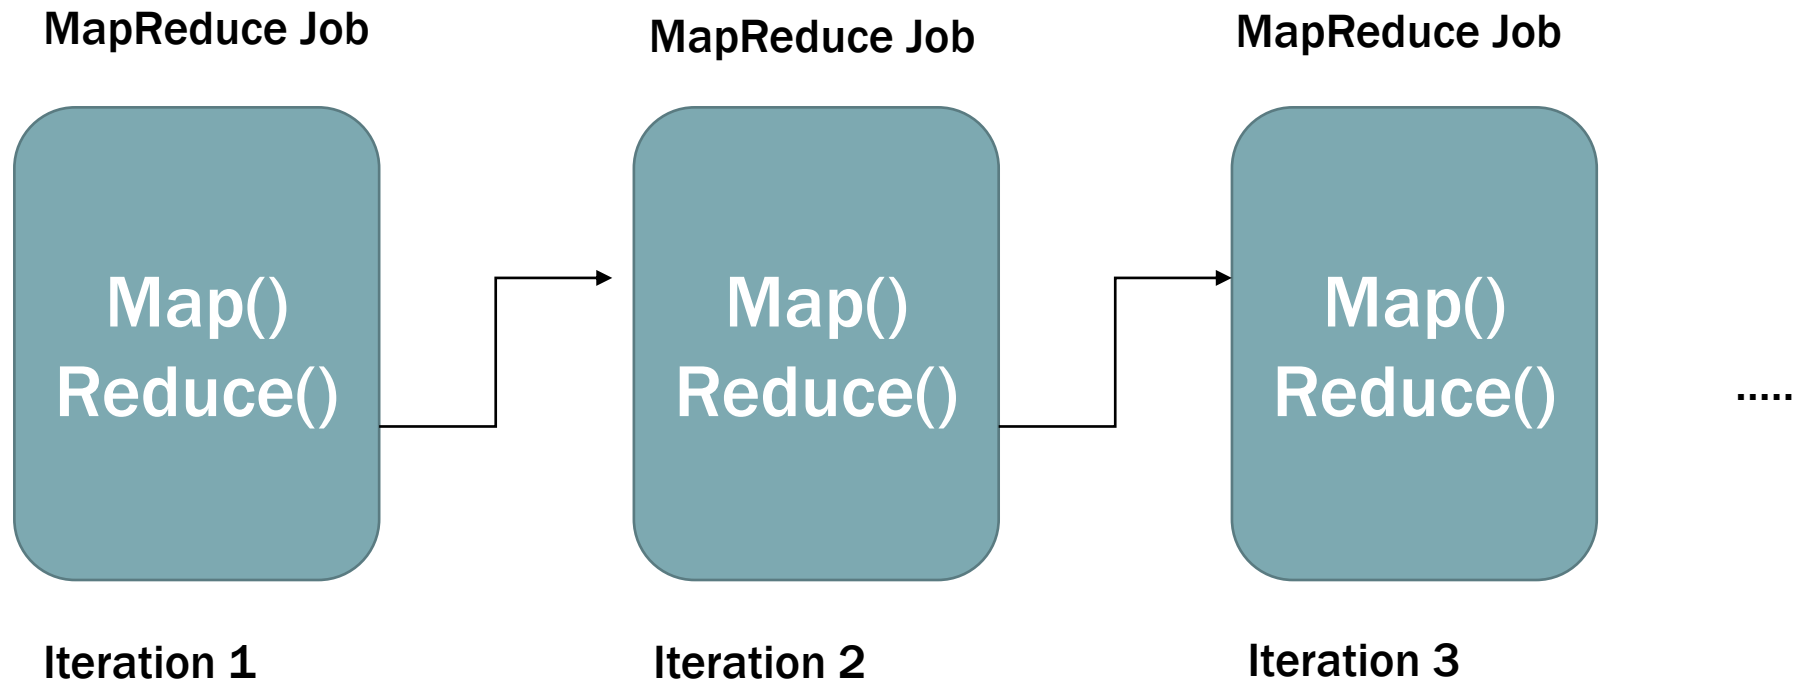 MapReduce Job
MapReduce Job
MapReduce Job
Map()
Reduce()
Map()
Reduce()
Map()
Reduce()
.....
Iteration 1
Iteration 2
Iteration 3